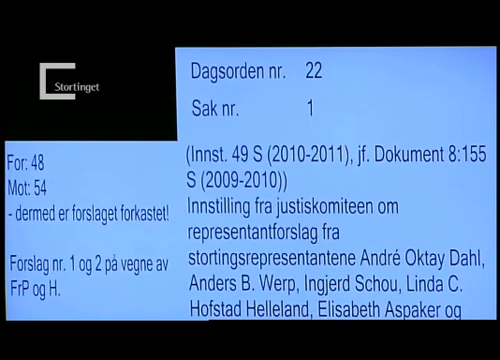 Stortinget
Dagsorden nr. 22
Sak nr. 1
For: 48
Mot: 54
- dermed er forslaget forkastet!
Forslag nr. 1 og 2 på vegne av
FrP og H.
(Innst. 49 S (2010-2011), jf. Dokument 8:155
S (2009-2010))
Innstilling fra justiskomiteen om
representantforslag fra
stortingsrepresentantene André Oktay Dahl,
Anders B. Werp, Ingjerd Schou, Linda C.
Hofstad Helleland, Elisabeth Aspaker og